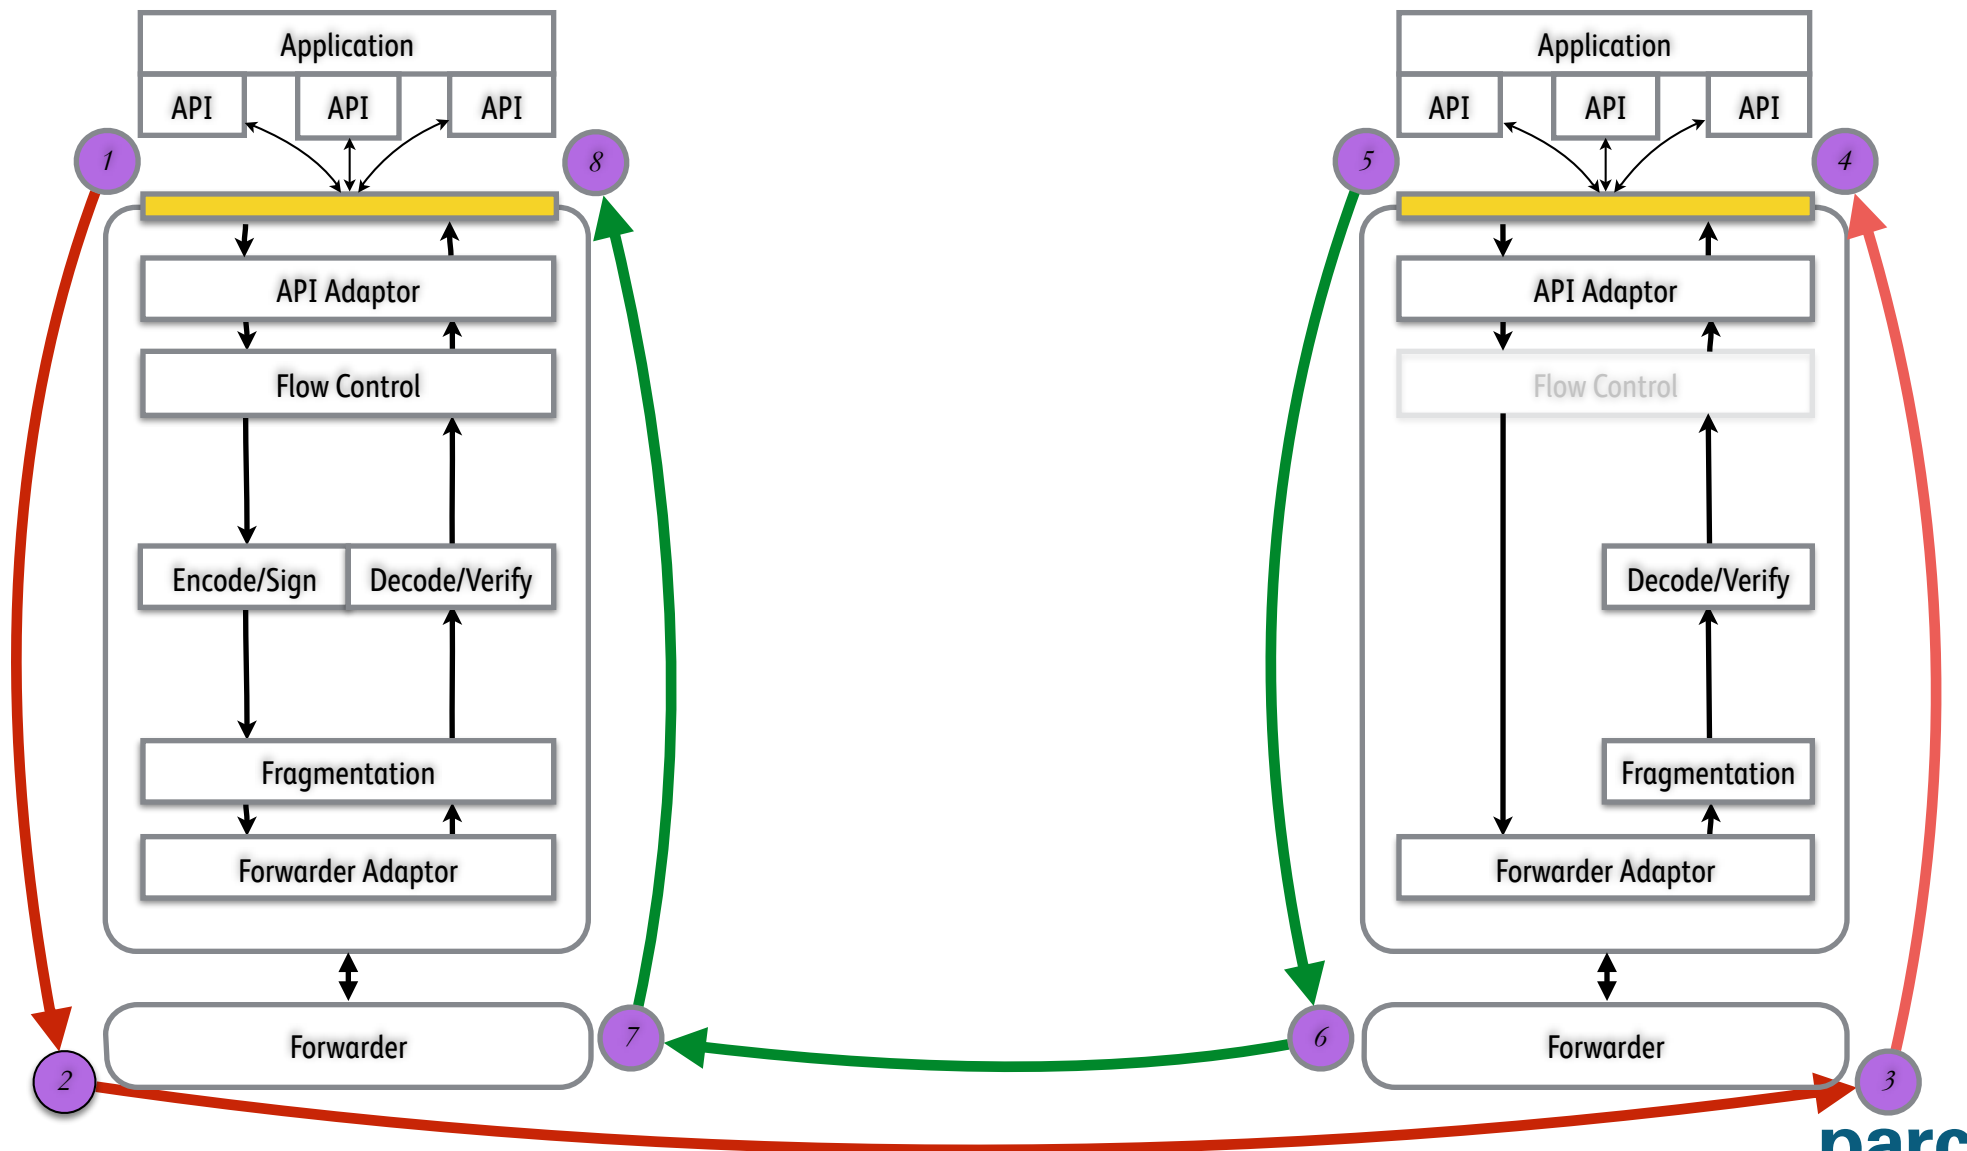 Application
API API API
1
8
API Adaptor
Flow Control
Encode/Sign
Decode/Verify
Fragmentation
Forwarder Adaptor
Forwarder
2
7
Application
API API API
5
4
API Adaptor
Flow Control
Decode/Verify
Fragmentation
Forwarder Adaptor
Forwarder
6
3
parc